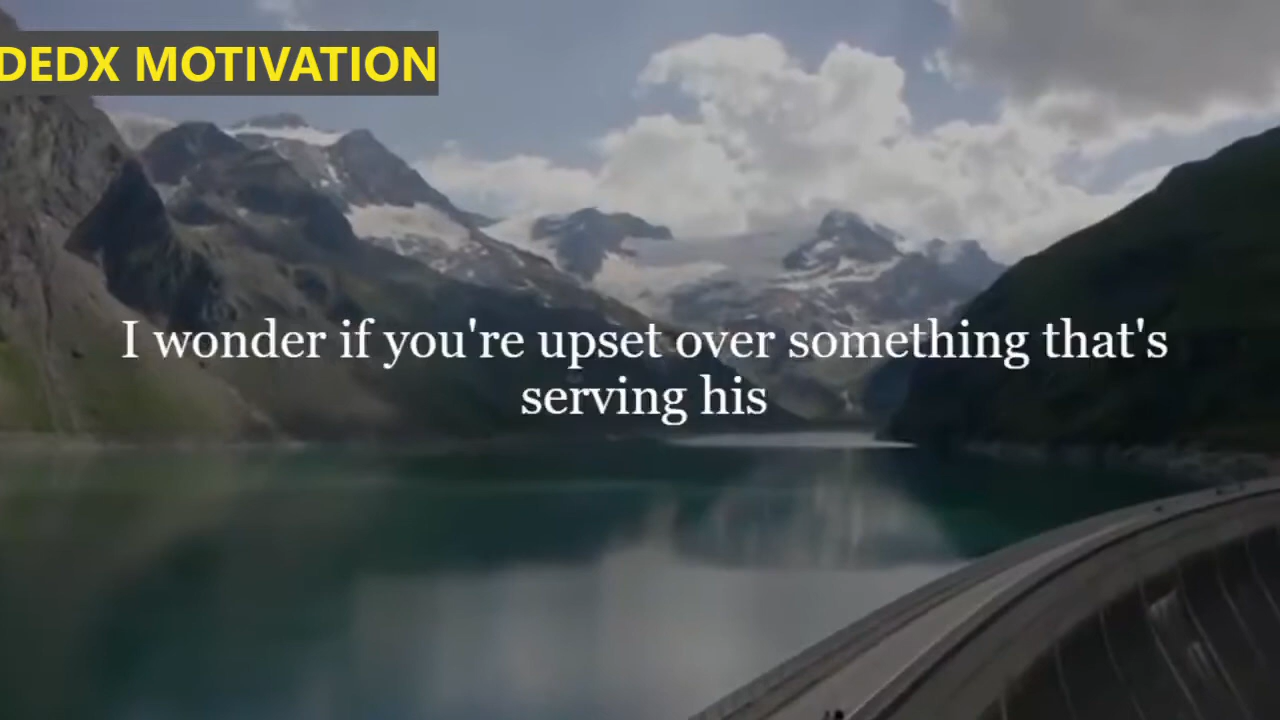 DEDX MOTIVATION
I wonder if you're upset over something that's
serving his